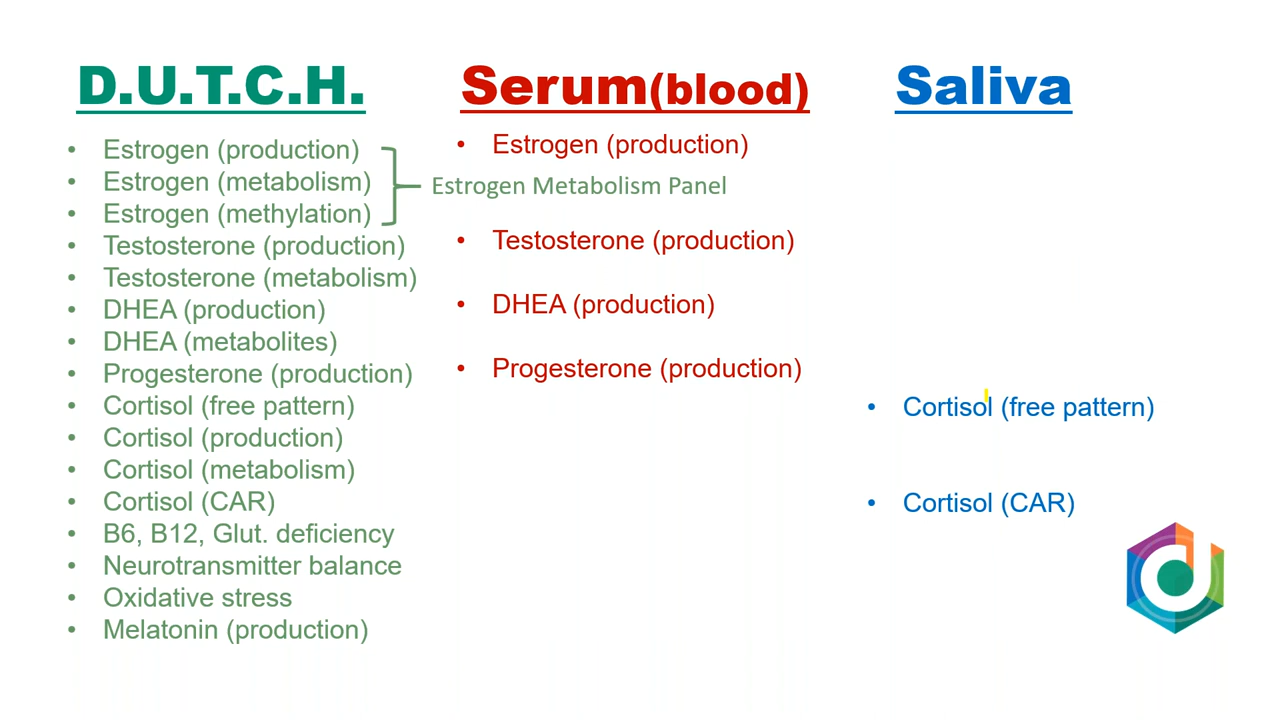 D.U.T.C.H.
• Estrogen (production)
• Estrogen (metabolism)
• Estrogen (methylation)
• Testosterone (production)
• Testosterone (metabolism)
• DHEA (production)
• DHEA (metabolites)
• Progesterone (production)
• Cortisol (free pattern)
• Cortisol (production)
• Cortisol (metabolism)
• Cortisol (CAR)
• B6, B12, Glut. deficiency
• Neurotransmitter balance
• Oxidative stress
• Melatonin (production)
Estrogen Metabolism Panel
Serum(blood)
• Estrogen (production)
• Testosterone (production)
• DHEA (production)
• Progesterone (production)
Saliva
• Cortisol (free pattern)
• Cortisol (CAR)